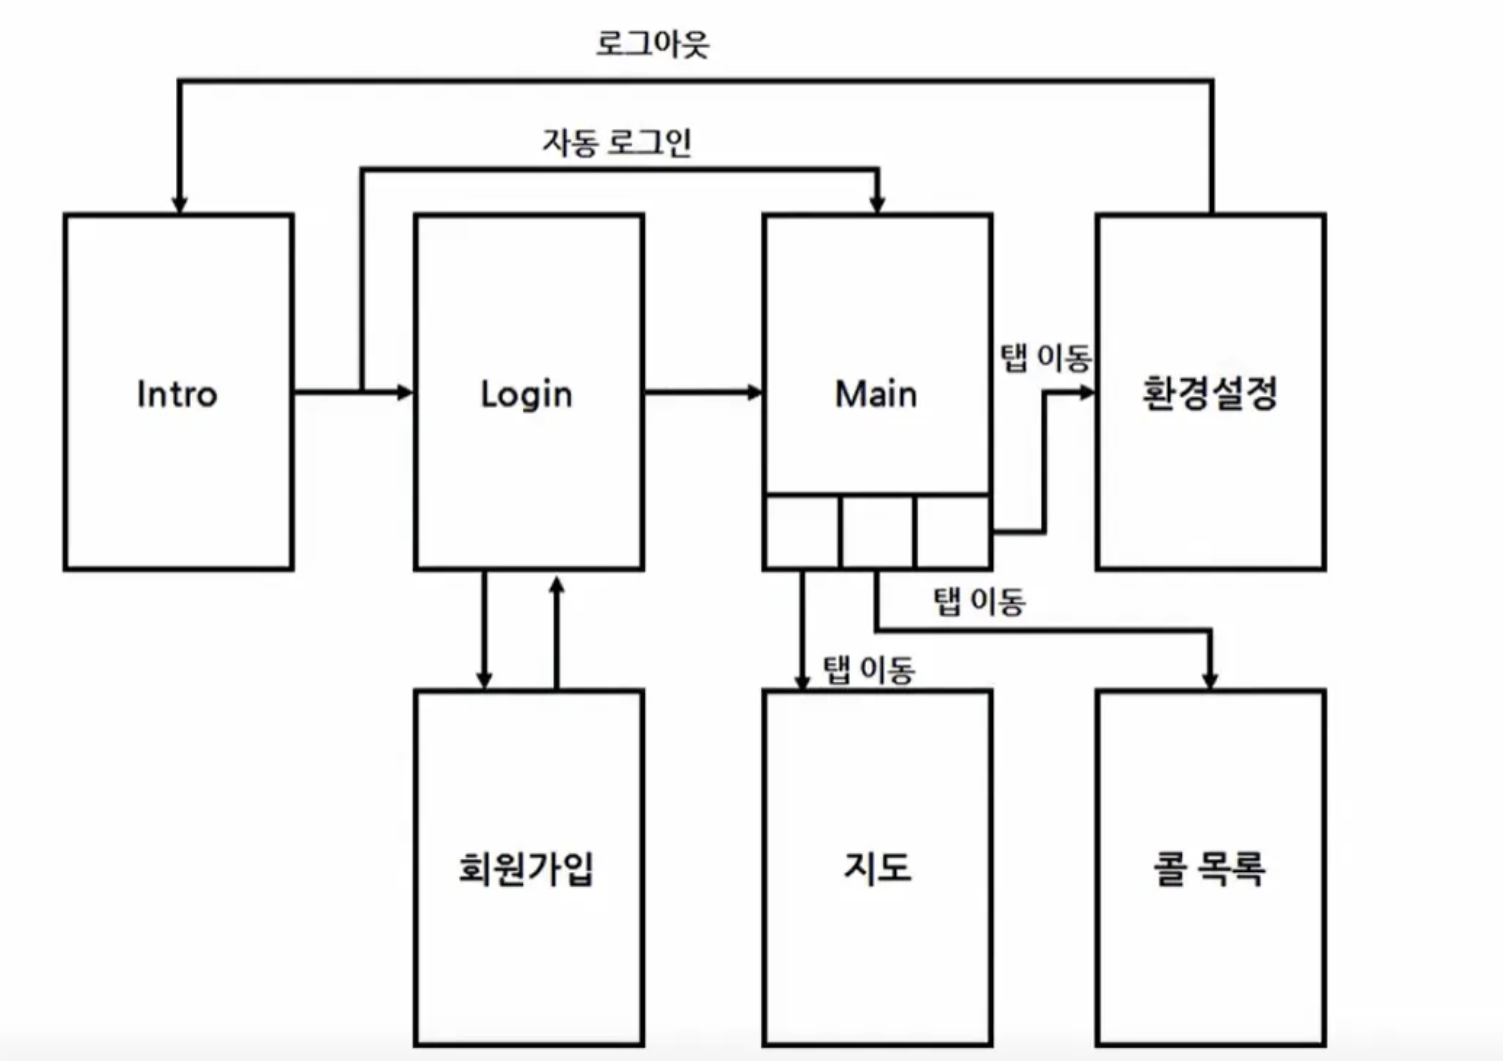 로그아웃
자동 로그인
Intro
Login
Main
탭 이동
환경설정
탭 이동
탭 이동
회원가입
지도
콜 목록